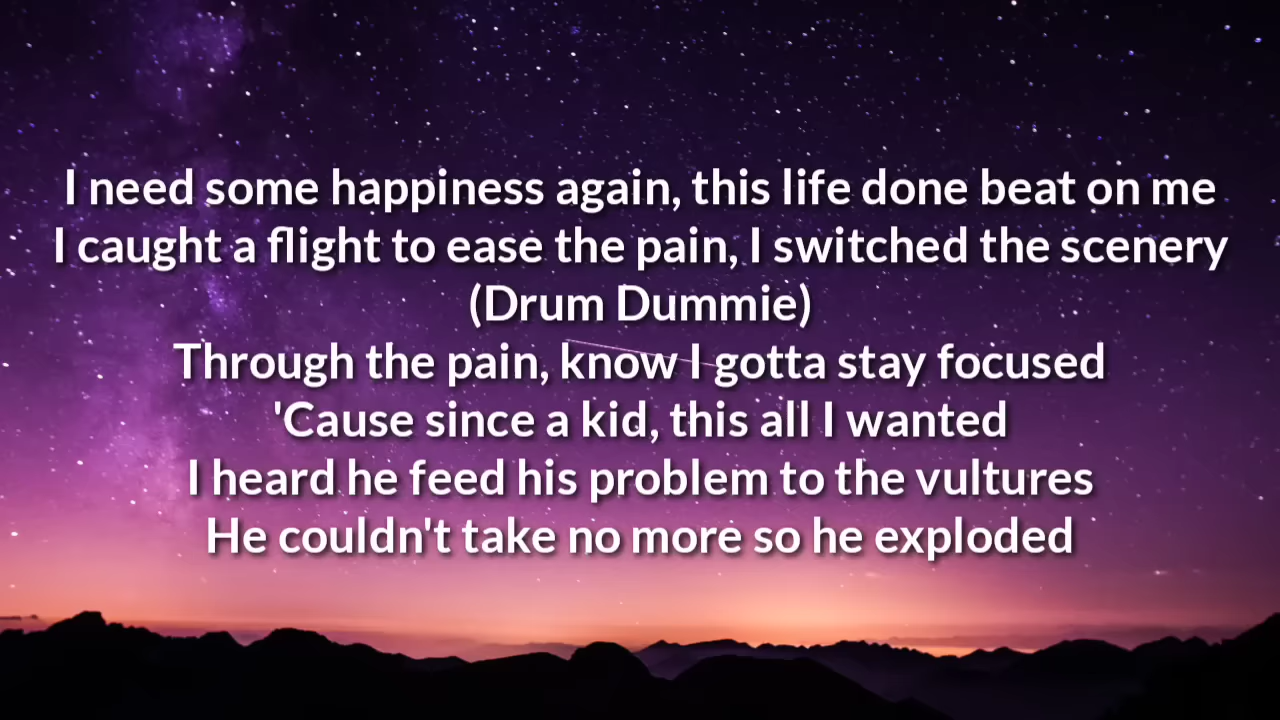 I need some happiness again, this life done beat on me
I caught a flight to ease the pain, I switched the scenery
(Drum Dummie)
Through the pain, know I gotta stay focused
'Cause since a kid, this all I wanted
I heard he feed his problem to the vultures
He couldn't take no more so he exploded